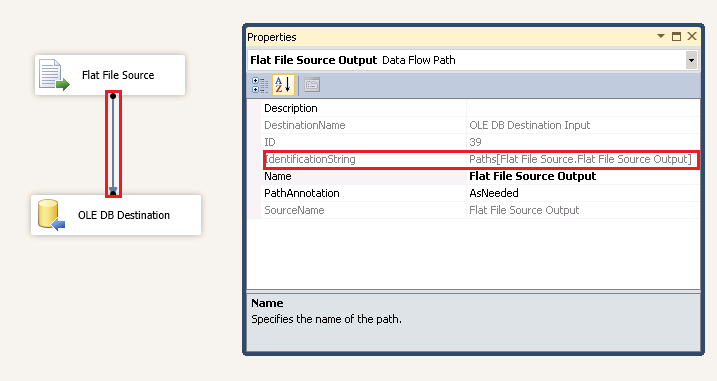 Flat File Source
OLE DB Destination
Properties
Flat File Source Output Data Flow Path
A
Z
Description
DestinationName OLE DB Destination Input
ID 39
IdentificationString Paths[Flat File Source.Flat File Source Output]
Name Flat File Source Output
PathAnnotation AsNeeded
SourceName Flat File Source Output
Name
Specifies the name of the path.